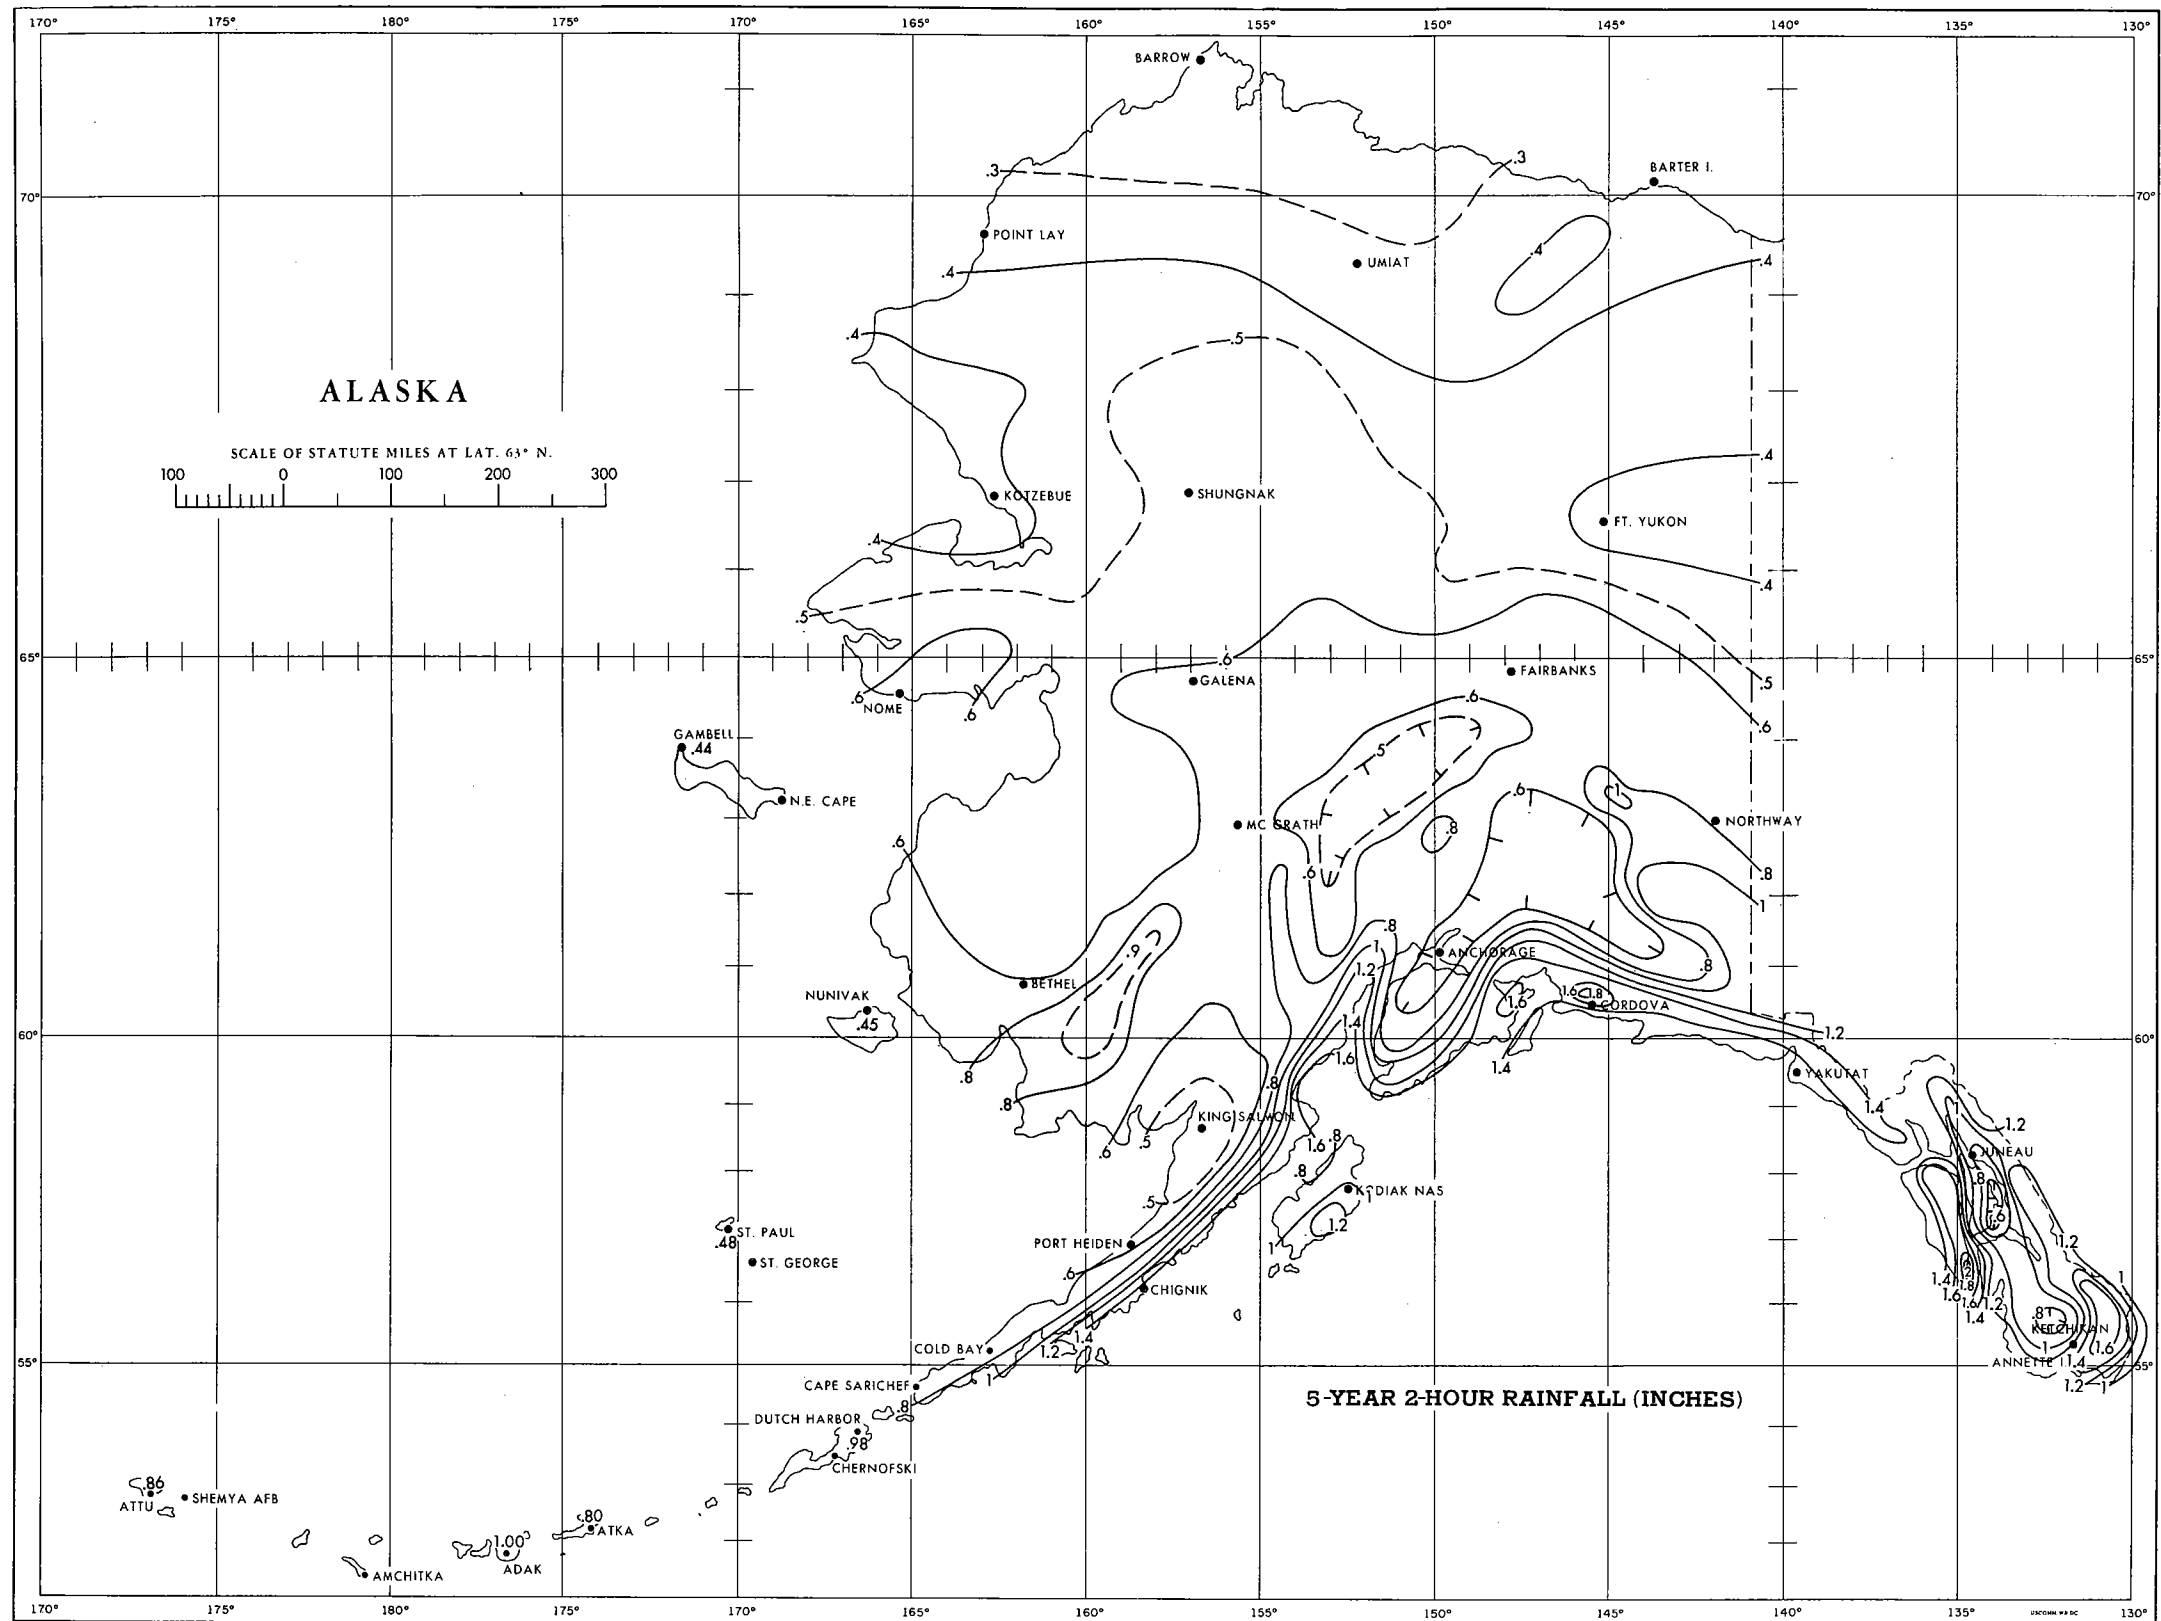 170° 175° 180° 175° 170° 165° 160° 155° 150° 145° 140° 135° 130°
BARROW
.3
BARTER I.
.3
70° 70°
POINT LAY
.4
UMIAT
.4
.4
.4
.5
ALASKA
SCALE OF STATUTE MILES AT LAT. 63° N.
100 0 100 200 300
.4
KOTZEBUE
SHUNGNAK
FT. YUKON
.4
.4
.5
65° 65°
.6
GALENA
FAIRBANKS
.5
.6
.6
NOME
.6
.6
GAMBELL
.44
.5
N.E. CAPE
.6
1
MC GRATH
.8
NORTHWAY
.6
.6
.8
1
.8
.9
1
ANCHORAGE
1.2
.8
BETHEL
NUNIVAK
.45
1.6
1.6 1.8
CORDOVA
1.4
1.2
60° 60°
1.6
1.4
.8
.8
YAKUTAT
.8
1.4
KING SALMON
.5
.6
1.6
.8
1.2
JUNEAU
.8
.8
KODIAK NAS
1
.5
1.2
1
.6
ST. PAUL
.48
PORT HEIDEN
1.2
ST. GEORGE
.6
CHIGNIK
1
1.4
2
1.8
1.6
1.6
1.2
1.4
.8
1.4
1.2
KETCHIKAN
COLD BAY
1
1.6
55° 55°
ANNETTE I.
1.4
CAPE SARICHEF
1
1.2
1
.8
5-YEAR 2-HOUR RAINFALL (INCHES)
DUTCH HARBOR
.98
CHERNOFSKI
.86
ATTU
SHEMYA AFB
.80
ATKA
1.00
ADAK
AMCHITKA
170° 175° 180° 175° 170° 165° 160° 155° 150° 145° 140° 135° 130°